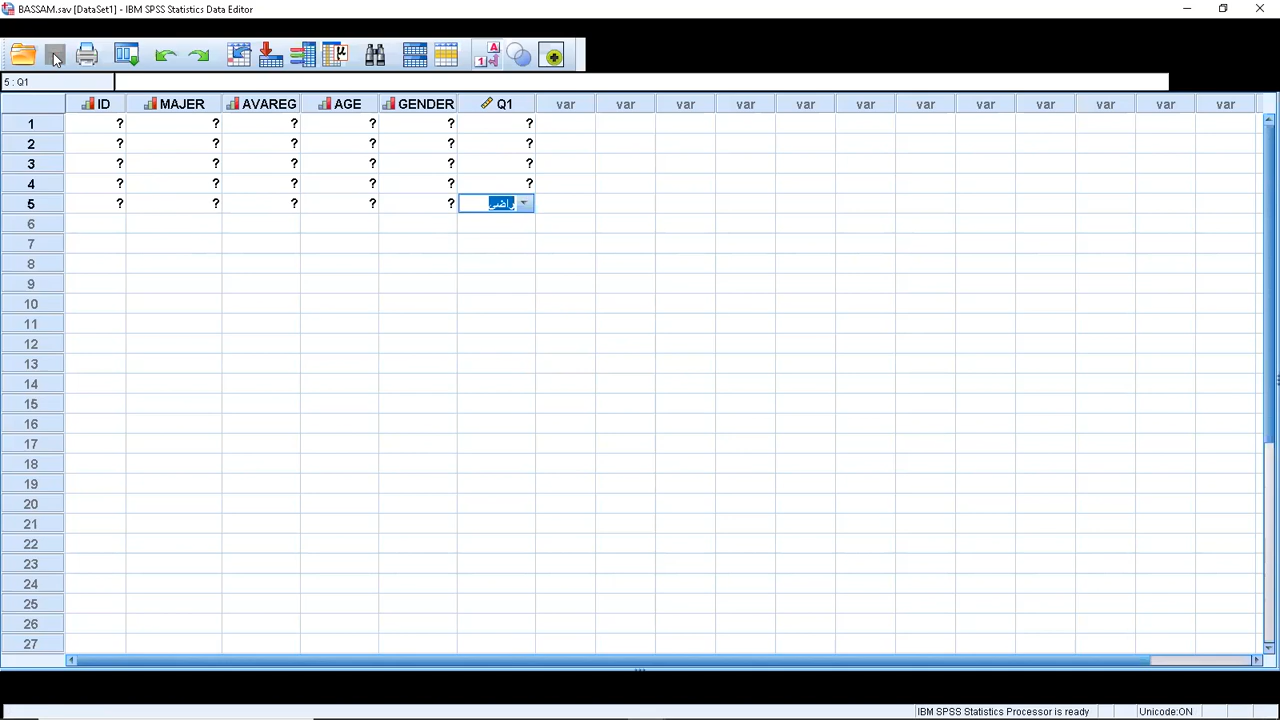 BASSAM.sav [DataSet1] - IBM SPSS Statistics Data Editor
5 : Q1
ID MAJER AVAREG AGE GENDER Q1 var var var var var var var var var var var var
1 ? ? ? ? ? ?
2 ? ? ? ? ? ?
3 ? ? ? ? ? ?
4 ? ? ? ? ? ?
5 ? ? ? ? ? راضي
6
7
8
9
10
11
12
13
14
15
16
17
18
19
20
21
22
23
24
25
26
27
IBM SPSS Statistics Processor is ready Unicode:ON